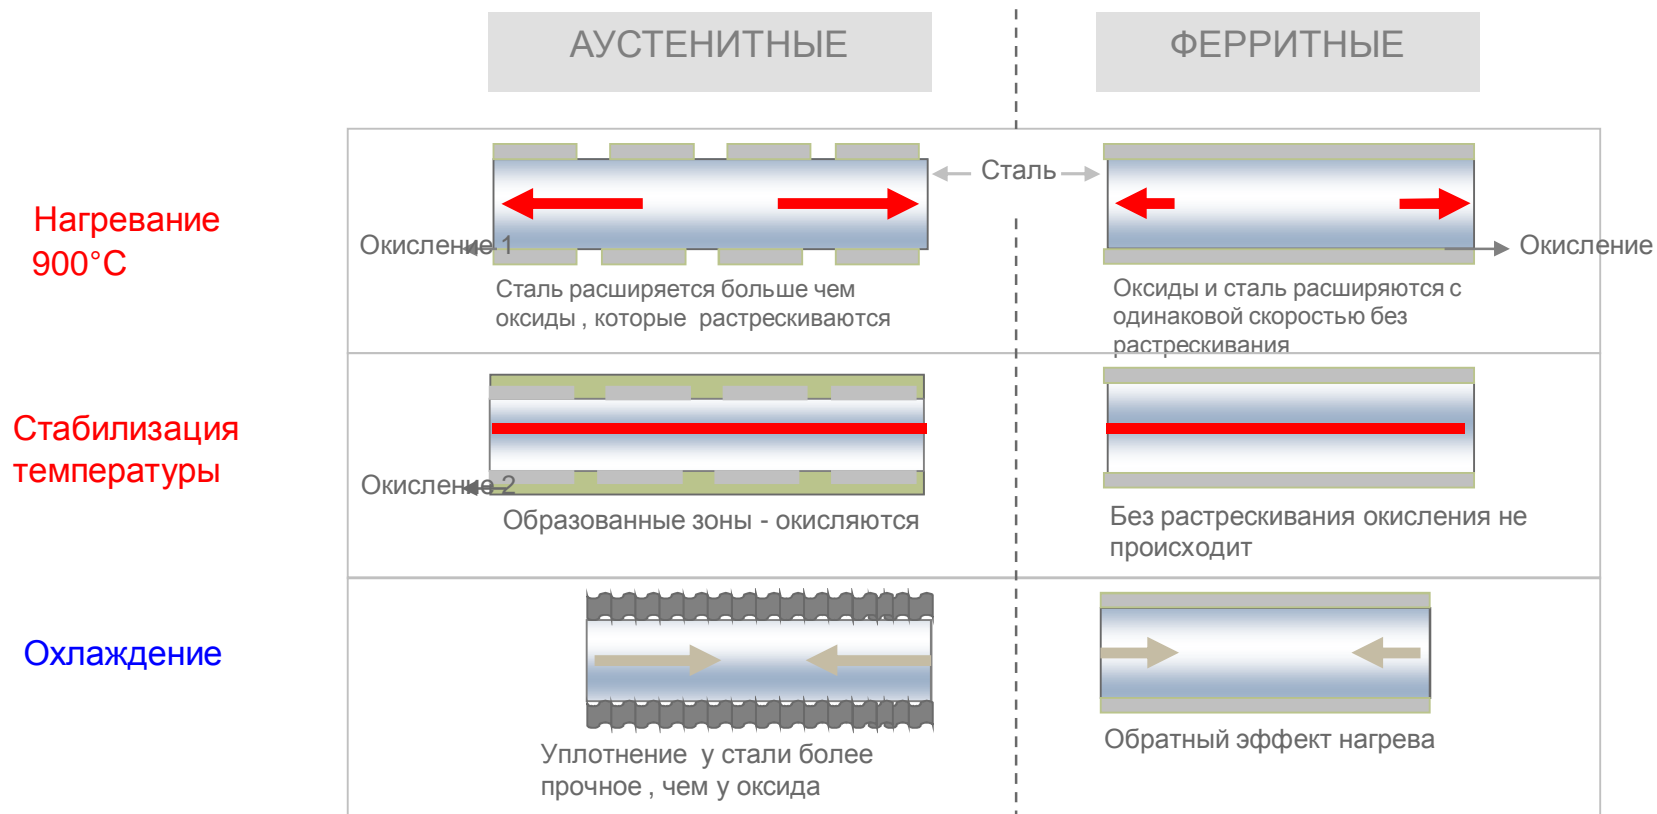 АУСТЕНИТНЫЕ
ФЕРРИТНЫЕ
Нагревание
900°C
Сталь
Окисление 1
Окисление
Сталь расширяется больше чем
оксиды , которые растрескиваются
Оксиды и сталь расширяются с
одинаковой скоростью без
растрескивания
Стабилизация
температуры
Окисление 2
Образованные зоны - окисляются
Без растрескивания окисления не
происходит
Охлаждение
Уплотнение у стали более
прочное , чем у оксида
Обратный эффект нагрева